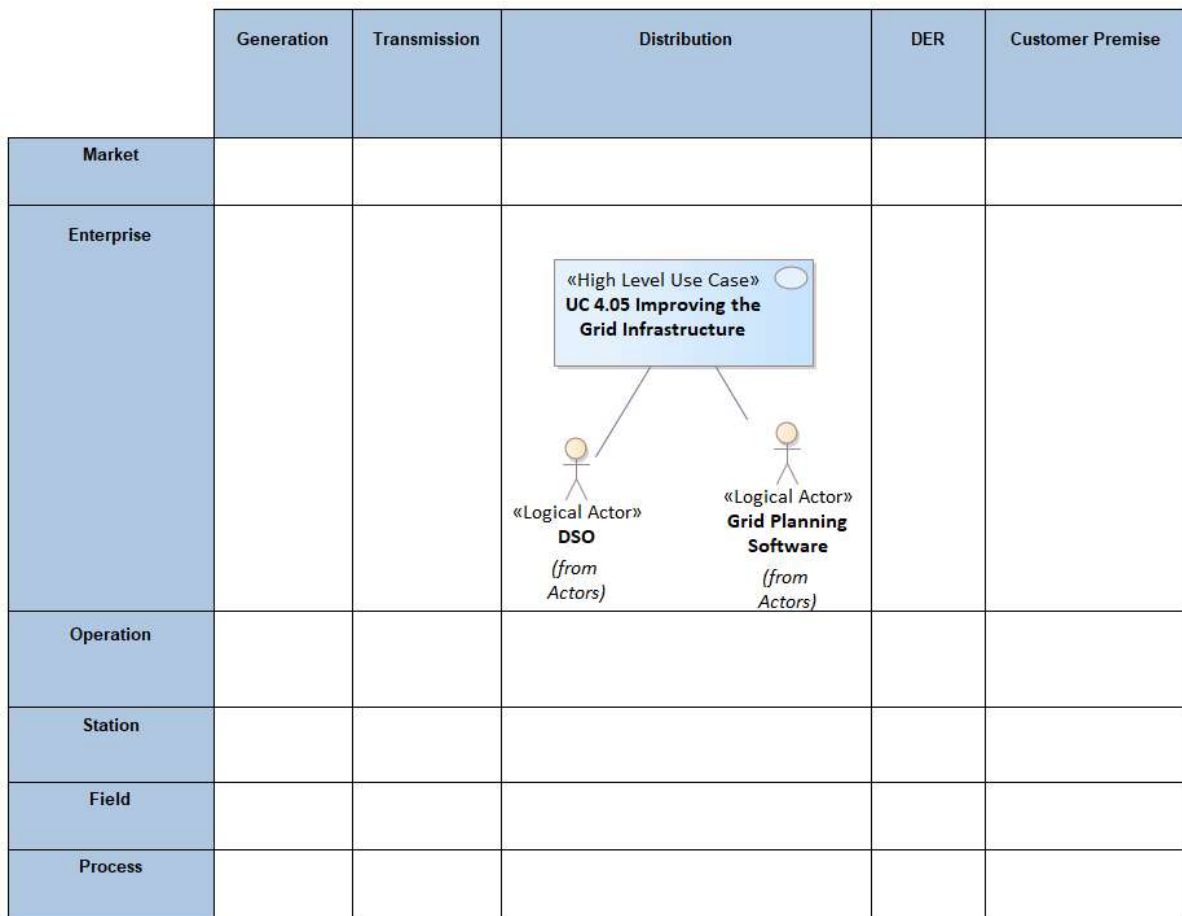 Generation Transmission Distribution DER Customer Premise
Market
Enterprise
«High Level Use Case»
UC 4.05 Improving the
Grid Infrastructure
«Logical Actor»
DSO
(from
Actors)
«Logical Actor»
Grid Planning
Software
(from
Actors)
Operation
Station
Field
Process